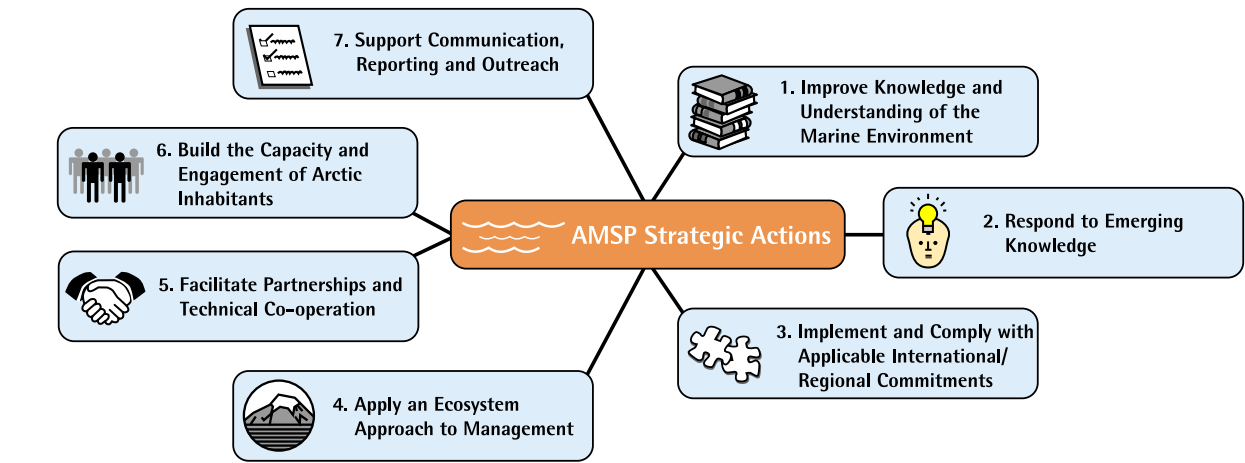 7. Support Communication,
Reporting and Outreach
1. Improve Knowledge and
Understanding of the
Marine Environment
6. Build the Capacity and
Engagement of Arctic
Inhabitants
AMSP Strategic Actions
2. Respond to Emerging
Knowledge
5. Facilitate Partnerships and
Technical Co-operation
3. Implement and Comply with
Applicable International/
Regional Commitments
4. Apply an Ecosystem
Approach to Management